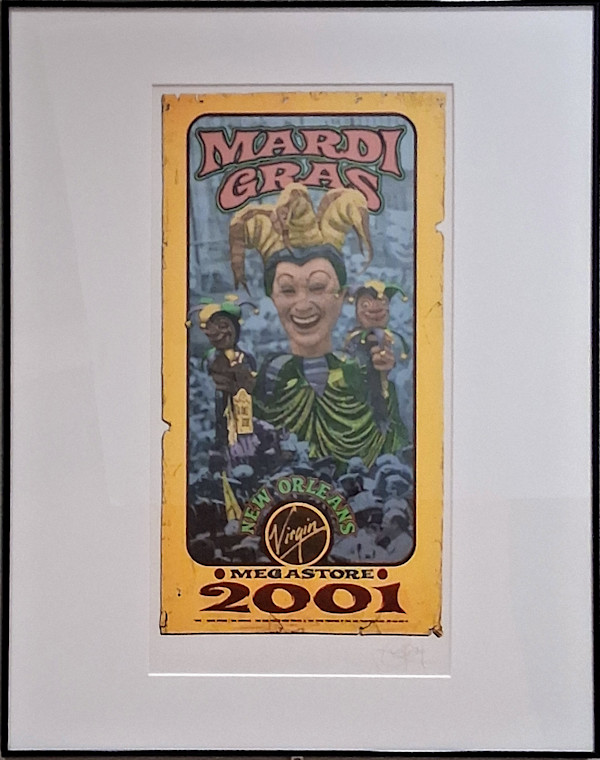 MARDI
GRAS
NEW ORLEANS
Virgin
MEGASTORE
2001